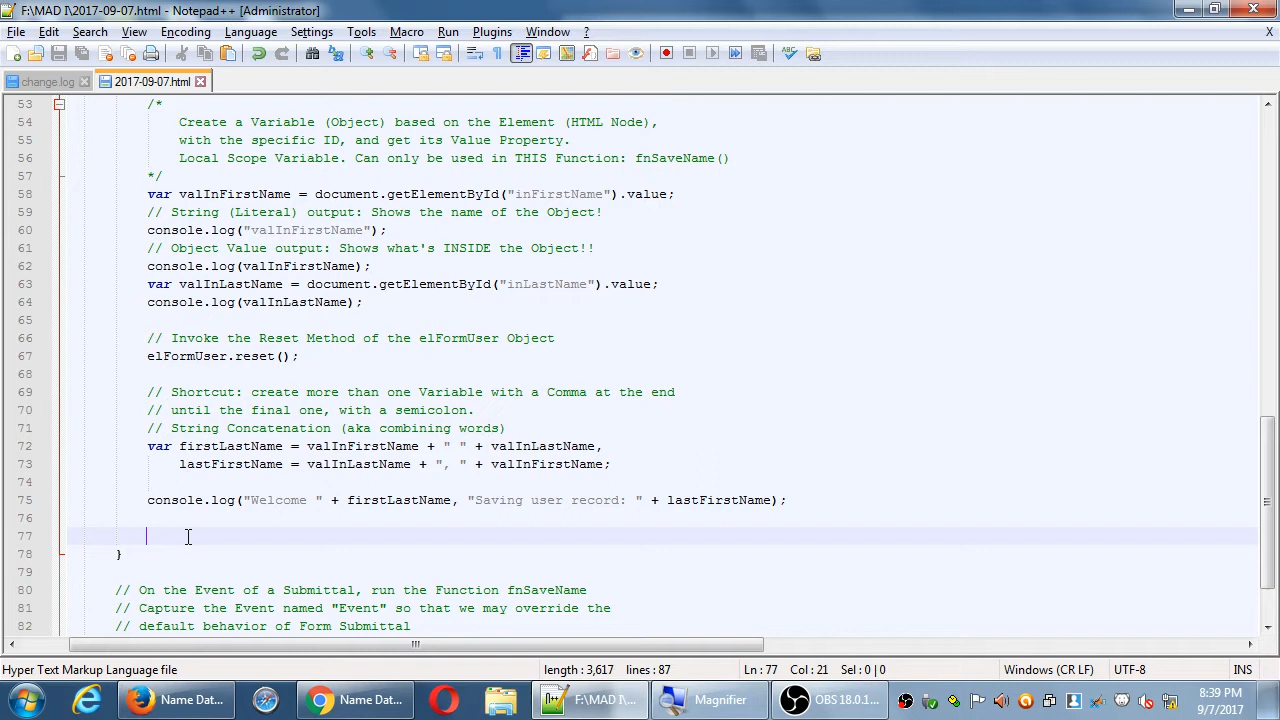 F:\MAD I\2017-09-07.html - Notepad++ [Administrator]
File Edit Search View Encoding Language Settings Tools Macro Run Plugins Window ? X
change.log 2017-09-07.html
53 /*
54 Create a Variable (Object) based on the Element (HTML Node),
55 with the specific ID, and get its Value Property.
56 Local Scope Variable. Can only be used in THIS Function: fnSaveName()
57 */
58 var valInFirstName = document.getElementById("inFirstName").value;
59 // String (Literal) output: Shows the name of the Object!
60 console.log("valInFirstName");
61 // Object Value output: Shows what's INSIDE the Object!!
62 console.log(valInFirstName);
63 var valInLastName = document.getElementById("inLastName").value;
64 console.log(valInLastName);
65
66 // Invoke the Reset Method of the elFormUser Object
67 elFormUser.reset();
68
69 // Shortcut: create more than one Variable with a Comma at the end
70 // until the final one, with a semicolon.
71 // String Concatenation (aka combining words)
72 var firstLastName = valInFirstName + " " + valInLastName,
73 lastFirstName = valInLastName + ", " + valInFirstName;
74
75 console.log("Welcome " + firstLastName, "Saving user record: " + lastFirstName);
76
77
78 }
79
80 // On the Event of a Submittal, run the Function fnSaveName
81 // Capture the Event named "Event" so that we may override the
82 // default behavior of Form Submittal
Hyper Text Markup Language file length : 3,617 lines : 87 Ln : 77 Col : 21 Sel : 0 | 0 Windows (CR LF) UTF-8 INS
Name Dat... Name Dat... F:\MAD I\... Magnifier OBS 18.0.1... 8:39 PM
9/7/2017